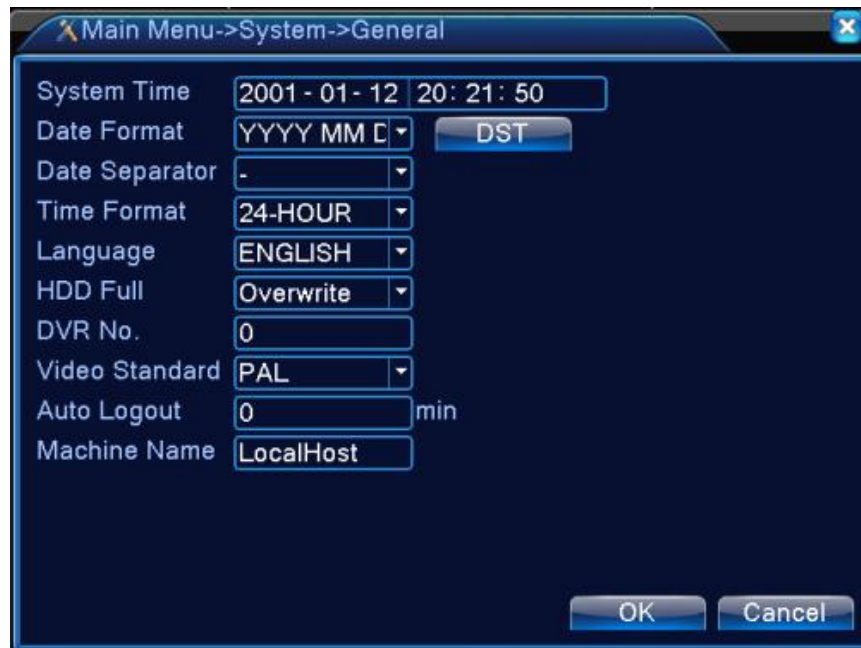 Main Menu->System->General
System Time 2001 - 01 - 12 20: 21: 50
Date Format YYYY MM D DST
Date Separator -
Time Format 24-HOUR
Language ENGLISH
HDD Full Overwrite
DVR No. 0
Video Standard PAL
Auto Logout 0 min
Machine Name LocalHost
OK Cancel